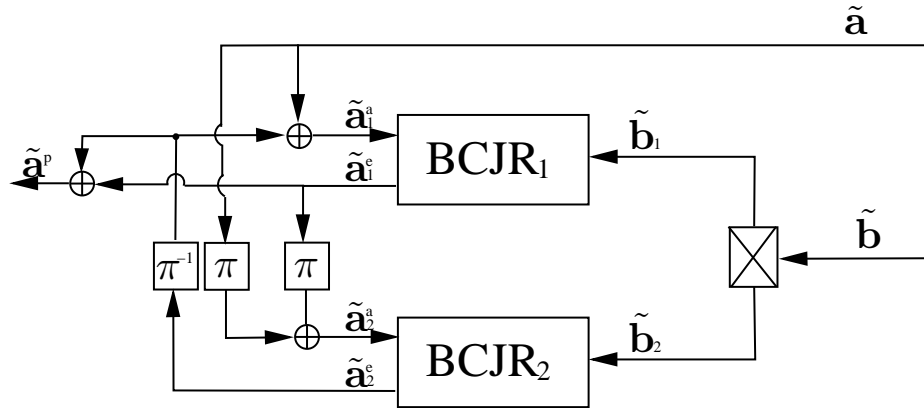 ã
ã₁ᵃ
b̃₁
BCJR₁
ãᵖ
ã₁ᵉ
b̃
π⁻¹
π
π
ã₂ᵃ
b̃₂
BCJR₂
ã₂ᵉ